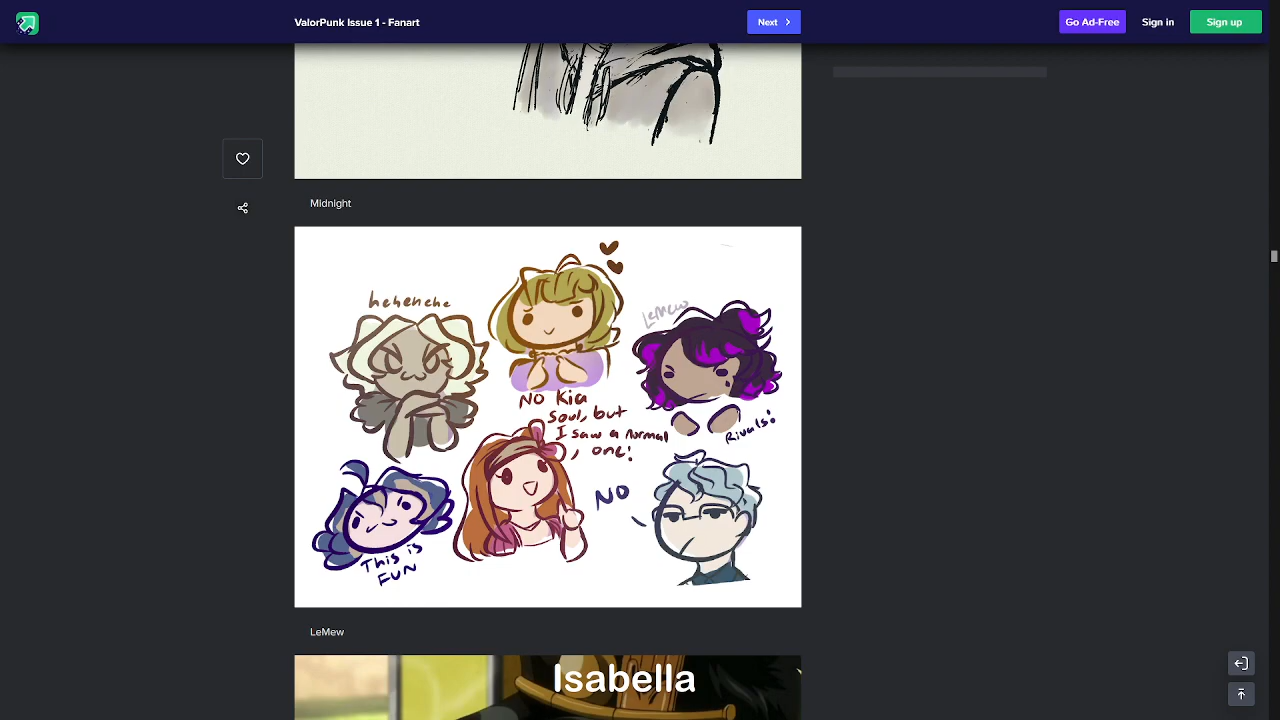 ValorPunk Issue 1 - Fanart
Next
Go Ad-Free
Sign in
Sign up
Midnight
hehehehe
LeMew
NO Kia
Soul, but
I saw a normal
one!
Rivals!
NO
This is
FUN
LeMew
Isabella